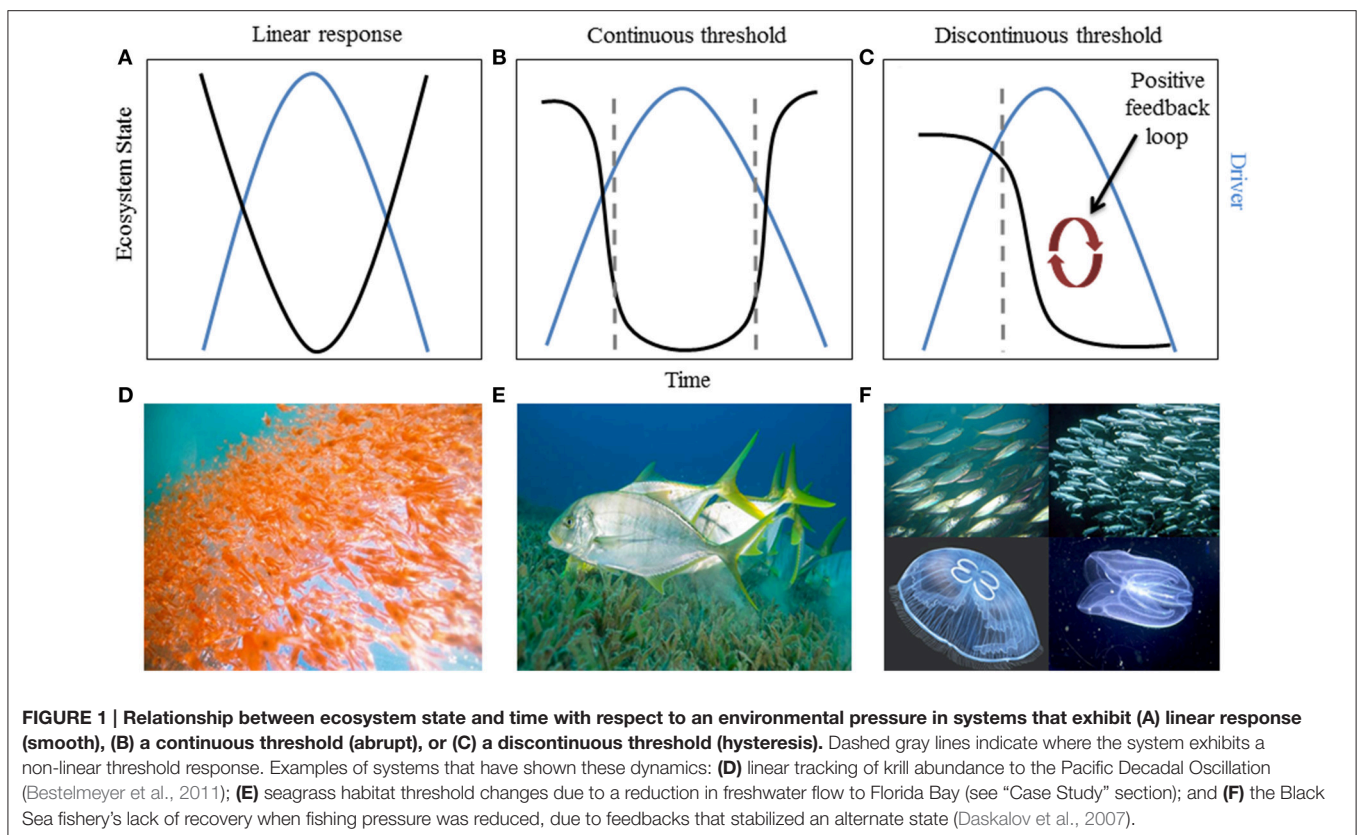 Linear response
Continuous threshold
Discontinuous threshold
A
B
C
Positive
feedback
loop
Ecosystem State
Driver
Time
D
E
F
FIGURE 1 | Relationship between ecosystem state and time with respect to an environmental pressure in systems that exhibit (A) linear response
(smooth), (B) a continuous threshold (abrupt), or (C) a discontinuous threshold (hysteresis). Dashed gray lines indicate where the system exhibits a
non-linear threshold response. Examples of systems that have shown these dynamics: (D) linear tracking of krill abundance to the Pacific Decadal Oscillation
(Bestelmeyer et al., 2011); (E) seagrass habitat threshold changes due to a reduction in freshwater flow to Florida Bay (see “Case Study” section); and (F) the Black
Sea fishery’s lack of recovery when fishing pressure was reduced, due to feedbacks that stabilized an alternate state (Daskalov et al., 2007).